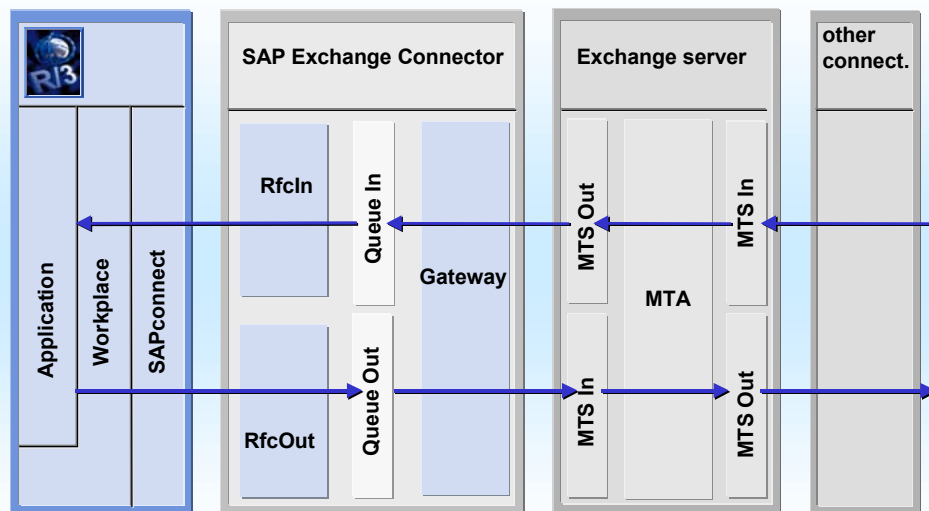 R/3
Application
Workplace
SAPconnect
SAP Exchange Connector
RfcIn
RfcOut
Queue In
Queue Out
Gateway
Exchange server
MTS Out
MTS In
MTA
MTS In
MTS Out
other
connect.